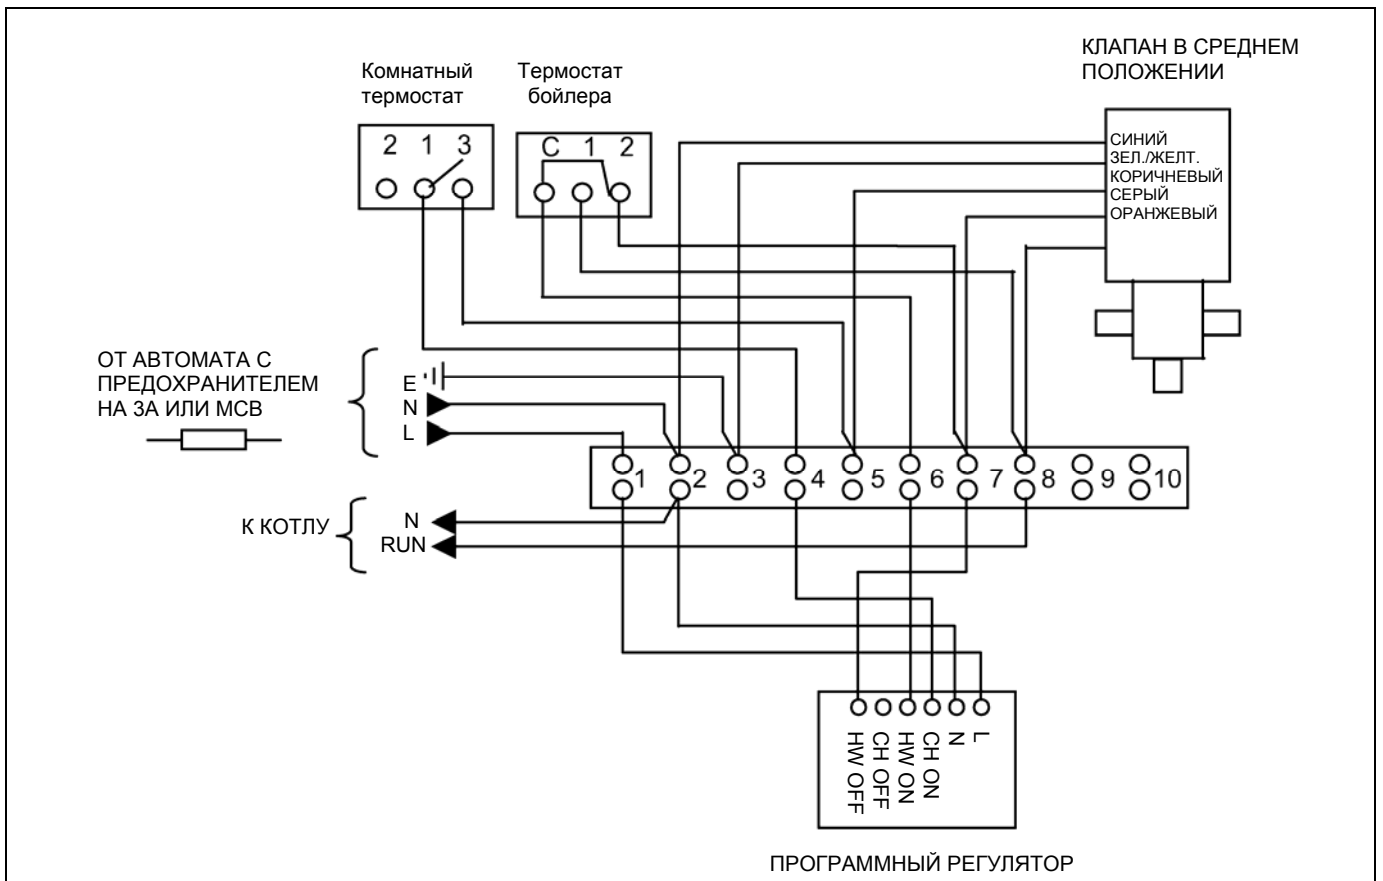 КЛАПАН В СРЕДНЕМ
ПОЛОЖЕНИИ
Комнатный
термостат
Термостат
бойлера
2 1 3
C 1 2
СИНИЙ
ЗЕЛ./ЖЕЛТ.
КОРИЧНЕВЫЙ
СЕРЫЙ
ОРАНЖЕВЫЙ
ОТ АВТОМАТА С
ПРЕДОХРАНИТЕЛЕМ
НА 3А ИЛИ МСВ
E
N
L
1 2 3 4 5 6 7 8 9 10
К КОТЛУ
N
RUN
HW OFF
CH OFF
HW ON
CH ON
N
L
ПРОГРАММНЫЙ РЕГУЛЯТОР